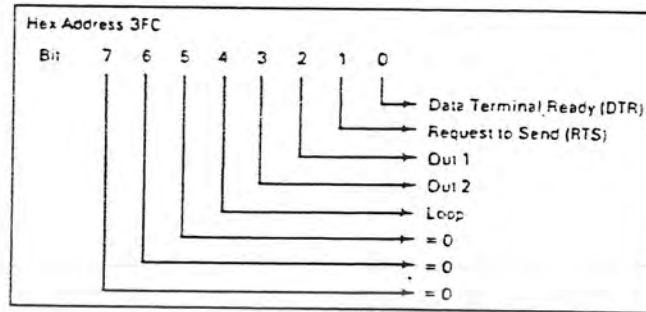 Hex Address 3FC
Bit 7 6 5 4 3 2 1 0
Data Terminal Ready (DTR)
Request to Send (RTS)
Out 1
Out 2
Loop
= 0
= 0
= 0